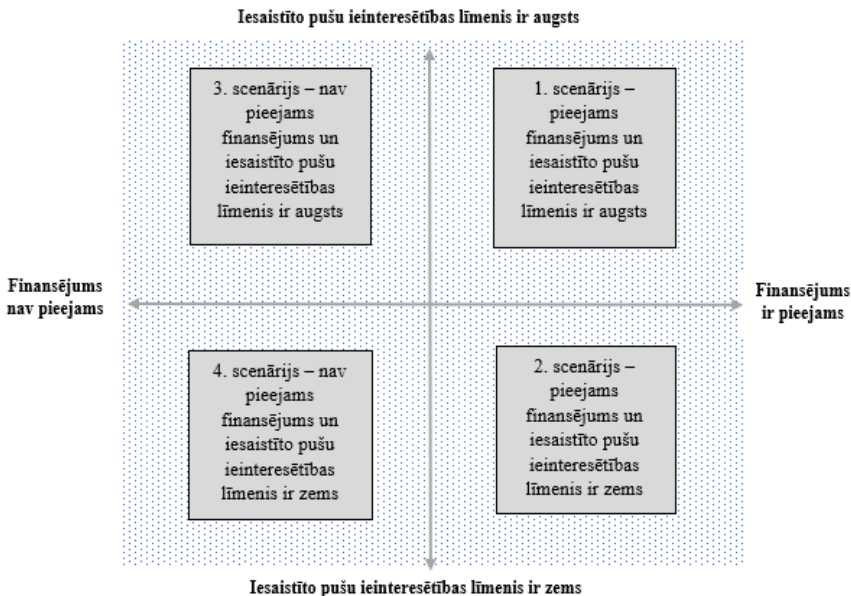 Iesaistīto pušu ieinteresētības līmenis ir augsts
3. scenārijs – nav
pieejams
finansējums un
iesaistīto pušu
ieinteresētības
līmenis ir augsts
1. scenārijs –
pieejams
finansējums un
iesaistīto pušu
ieinteresētības
līmenis ir augsts
Finansējums
nav pieejams
Finansējums
ir pieejams
4. scenārijs – nav
pieejams
finansējums un
iesaistīto pušu
ieinteresētības
līmenis ir zems
2. scenārijs –
pieejams
finansējums un
iesaistīto pušu
ieinteresētības
līmenis ir zems
Iesaistīto pušu ieinteresētības līmenis ir zems